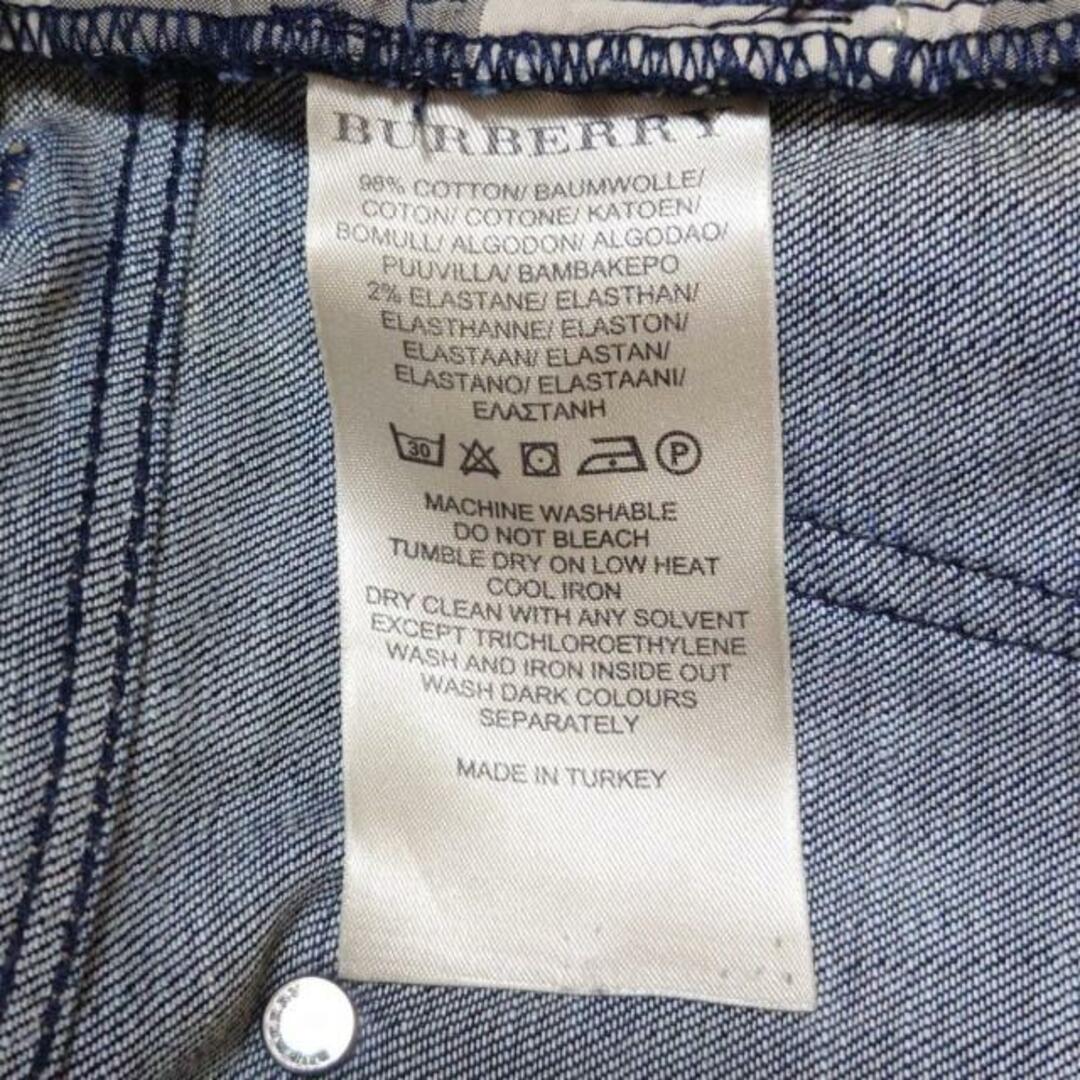 BURBERRY
98% COTTON/ BAUMWOLLE/
COTON/ COTONE/ KATOEN/
BOMULL/ ALGODON/ ALGODAO/
PUUVILLA/ BAMBAKEPO
2% ELASTANE/ ELASTHAN/
ELASTHANNE/ ELASTON/
ELASTAAN/ ELASTAN/
ELASTANO/ ELASTAANI/
ΕΛΑΣΤΑΝΗ
30 P
MACHINE WASHABLE
DO NOT BLEACH
TUMBLE DRY ON LOW HEAT
COOL IRON
DRY CLEAN WITH ANY SOLVENT
EXCEPT TRICHLOROETHYLENE
WASH AND IRON INSIDE OUT
WASH DARK COLOURS
SEPARATELY
MADE IN TURKEY